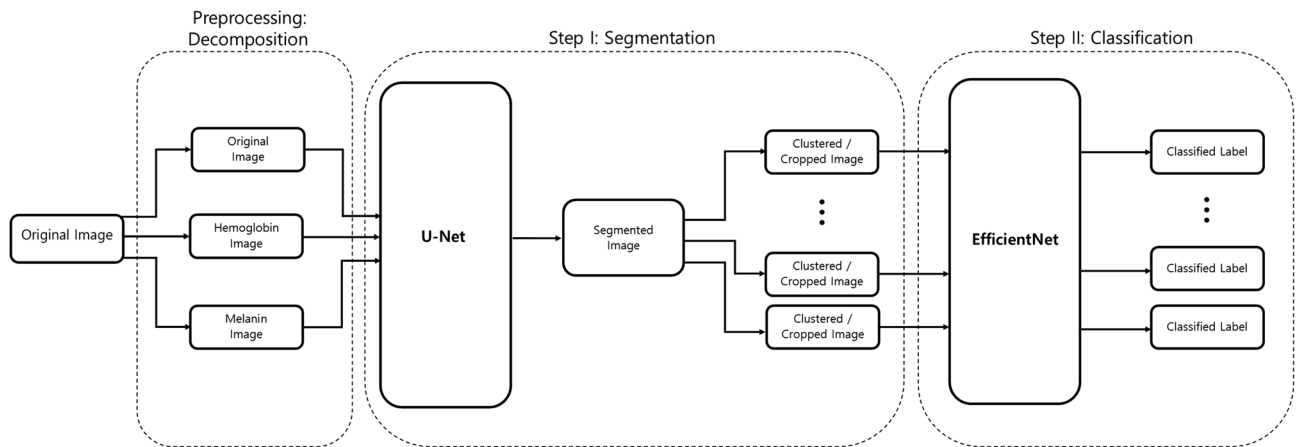 Preprocessing:
Decomposition
Step I: Segmentation
Step II: Classification
Original Image
Original
Image
Hemoglobin
Image
Melanin
Image
U-Net
Segmented
Image
Clustered /
Cropped Image
Clustered /
Cropped Image
Clustered /
Cropped Image
EfficientNet
Classified Label
Classified Label
Classified Label